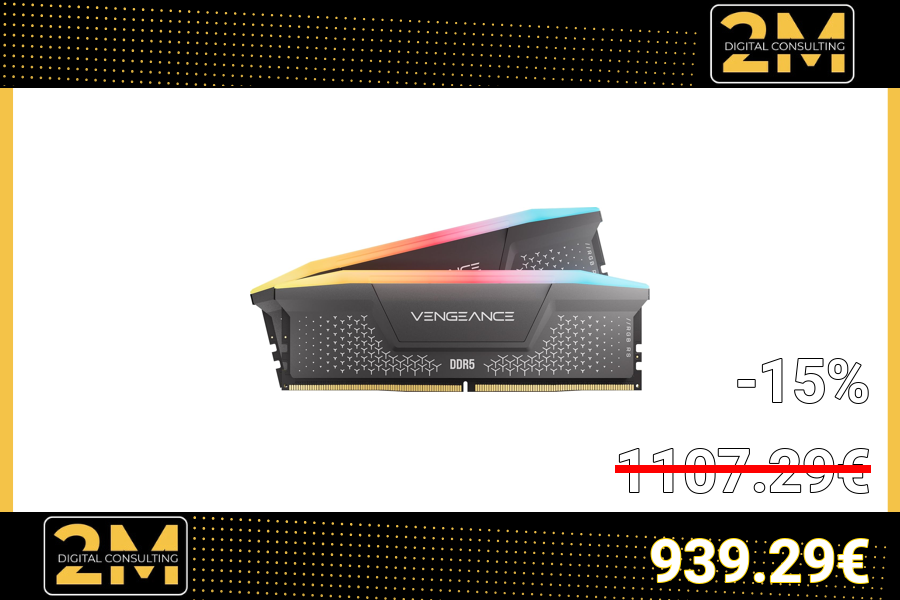 2M
DIGITAL CONSULTING
VENGEANCE
DDR5
-15%
1107.29€
2M
DIGITAL CONSULTING
939.29€